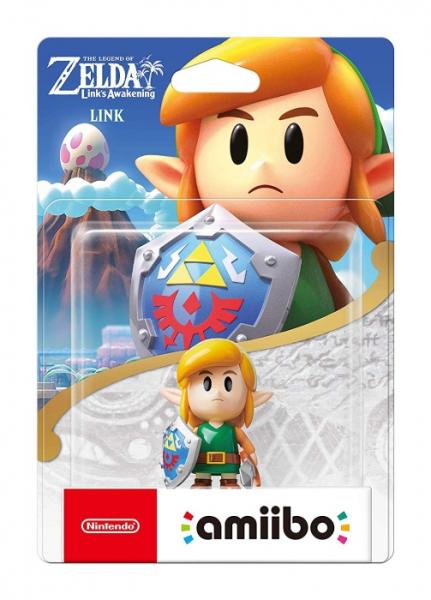 THE LEGEND OF
ZELDA
Link's Awakening
LINK
Nintendo
amiibo